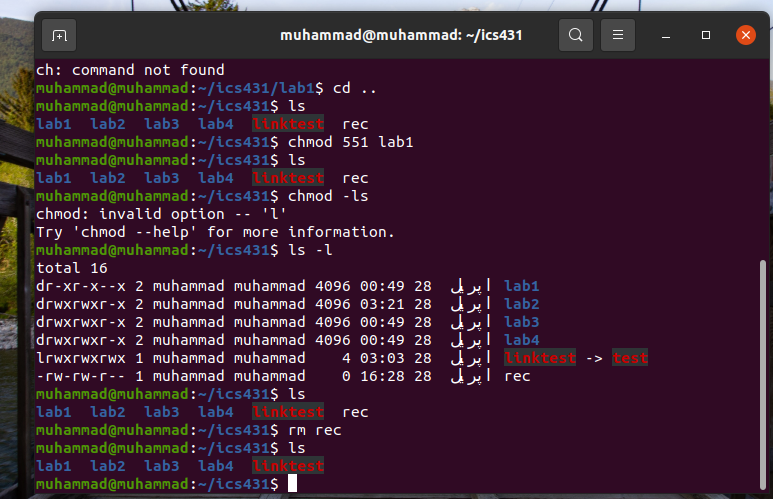 muhammad@muhammad: ~/ics431
ch: command not found
muhammad@muhammad:~/ics431/lab1$ cd ..
muhammad@muhammad:~/ics431$ ls
lab1  lab2  lab3  lab4  linktest  rec
muhammad@muhammad:~/ics431$ chmod 551 lab1
muhammad@muhammad:~/ics431$ ls
lab1  lab2  lab3  lab4  linktest  rec
muhammad@muhammad:~/ics431$ chmod -ls
chmod: invalid option -- 'l'
Try 'chmod --help' for more information.
muhammad@muhammad:~/ics431$ ls -l
total 16
dr-xr-x--x 2 muhammad muhammad 4096 00:49 28  اپریل lab1
drwxrwxr-x 2 muhammad muhammad 4096 03:21 28  اپریل lab2
drwxrwxr-x 2 muhammad muhammad 4096 00:49 28  اپریل lab3
drwxrwxr-x 2 muhammad muhammad 4096 00:49 28  اپریل lab4
lrwxrwxrwx 1 muhammad muhammad    4 03:03 28  اپریل linktest -> test
-rw-rw-r-- 1 muhammad muhammad    0 16:28 28  اپریل rec
muhammad@muhammad:~/ics431$ ls
lab1  lab2  lab3  lab4  linktest  rec
muhammad@muhammad:~/ics431$ rm rec
muhammad@muhammad:~/ics431$ ls
lab1  lab2  lab3  lab4  linktest
muhammad@muhammad:~/ics431$